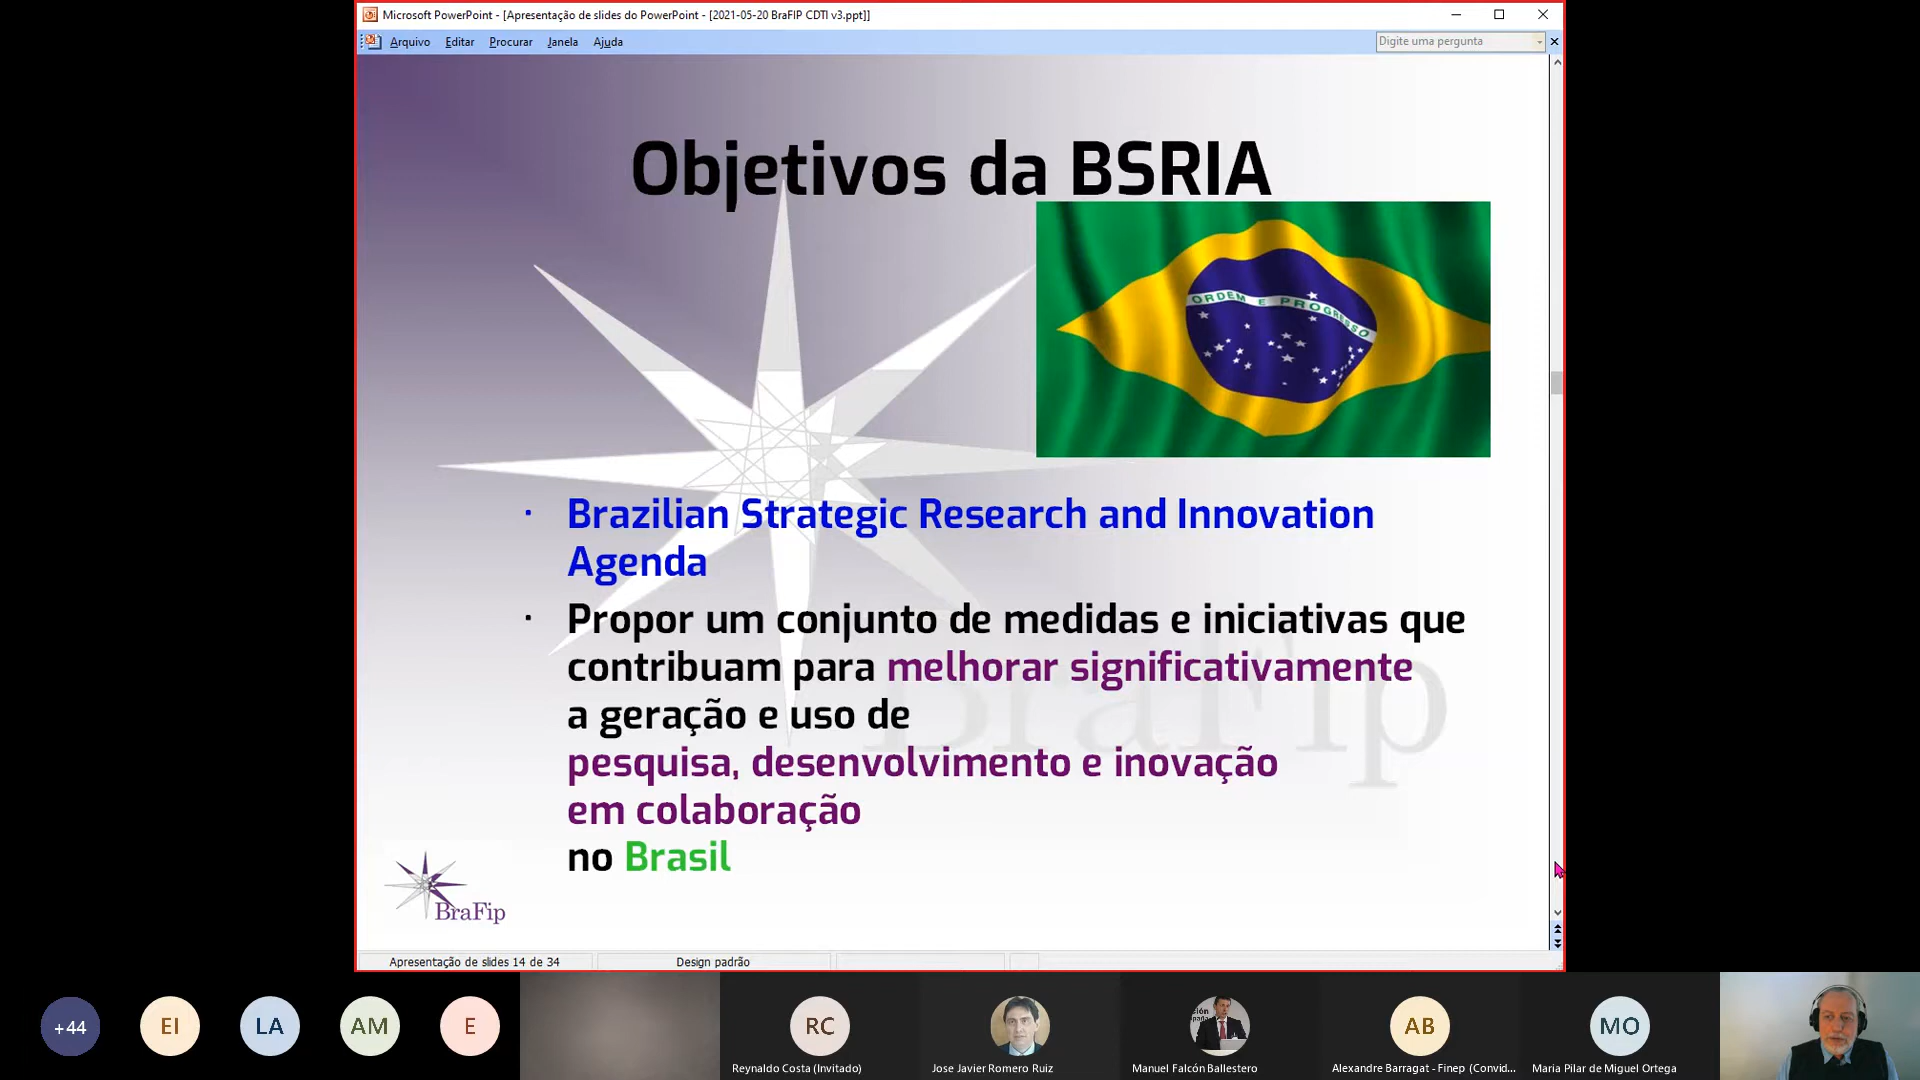 Microsoft PowerPoint - [Apresentação de slides do PowerPoint - [2021-05-20 BraFIP CDTI v3.ppt]]
Arquivo Editar Procurar Janela Ajuda
Digite uma pergunta
Objetivos da BSRIA
ORDEM E PROGRESSO
· Brazilian Strategic Research and Innovation
Agenda
· Propor um conjunto de medidas e iniciativas que
contribuam para melhorar significativamente
a geração e uso de
pesquisa, desenvolvimento e inovação
em colaboração
no Brasil
BraFip
BraFip
Apresentação de slides 14 de 34
Design padrão
+44
EI
LA
AM
E
RC
AB
MO
Reynaldo Costa (Invitado)
Jose Javier Romero Ruiz
Manuel Falcón Ballestero
Alexandre Barragat - Finep (Convid...
Maria Pilar de Miguel Ortega